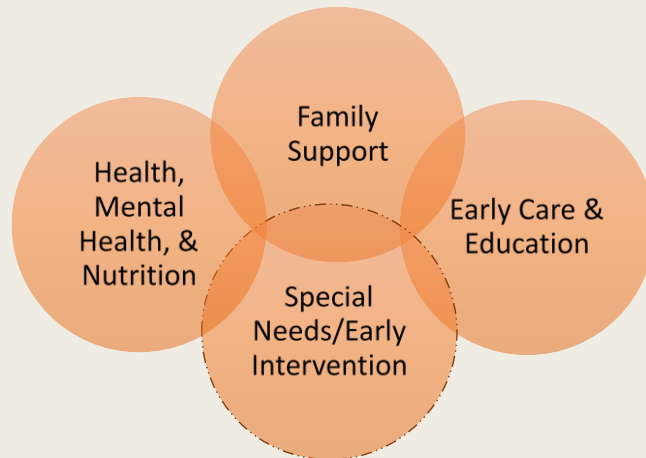 Family
Support
Health,
Mental
Health, &
Nutrition
Early Care &
Education
Special
Needs/Early
Intervention